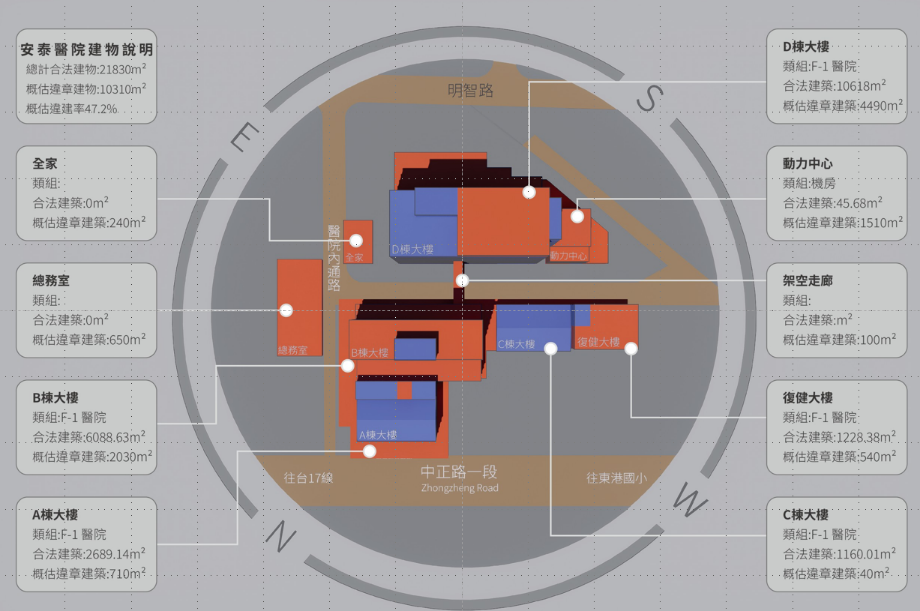 安泰醫院建物說明
總計合法建物:21830m²
概估違章建物:10310m²
概估違建率47.2%
全家
類組:
合法建築:0m²
概估違章建築:240m²
總務室
類組:
合法建築:0m²
概估違章建築:650m²
B棟大樓
類組:F-1 醫院
合法建築:6088.63m²
概估違章建築:2030m²
A棟大樓
類組:F-1 醫院
合法建築:2689.14m²
概估違章建築:710m²
E
S
N
W
明智路
醫院內通路
D棟大樓
全家
動力中心
總務室
B棟大樓
C棟大樓
復健大樓
A棟大樓
往台17線
中正路一段
Zhongzheng Road
往東港國小
D棟大樓
類組:F-1 醫院
合法建築:10618m²
概估違章建築:4490m²
動力中心
類組:機房
合法建築:45.68m²
概估違章建築:1510m²
架空走廊
類組:
合法建築:m²
概估違章建築:100m²
復健大樓
類組:F-1 醫院
合法建築:1228.38m²
概估違章建築:540m²
C棟大樓
類組:F-1 醫院
合法建築:1160.01m²
概估違章建築:40m²